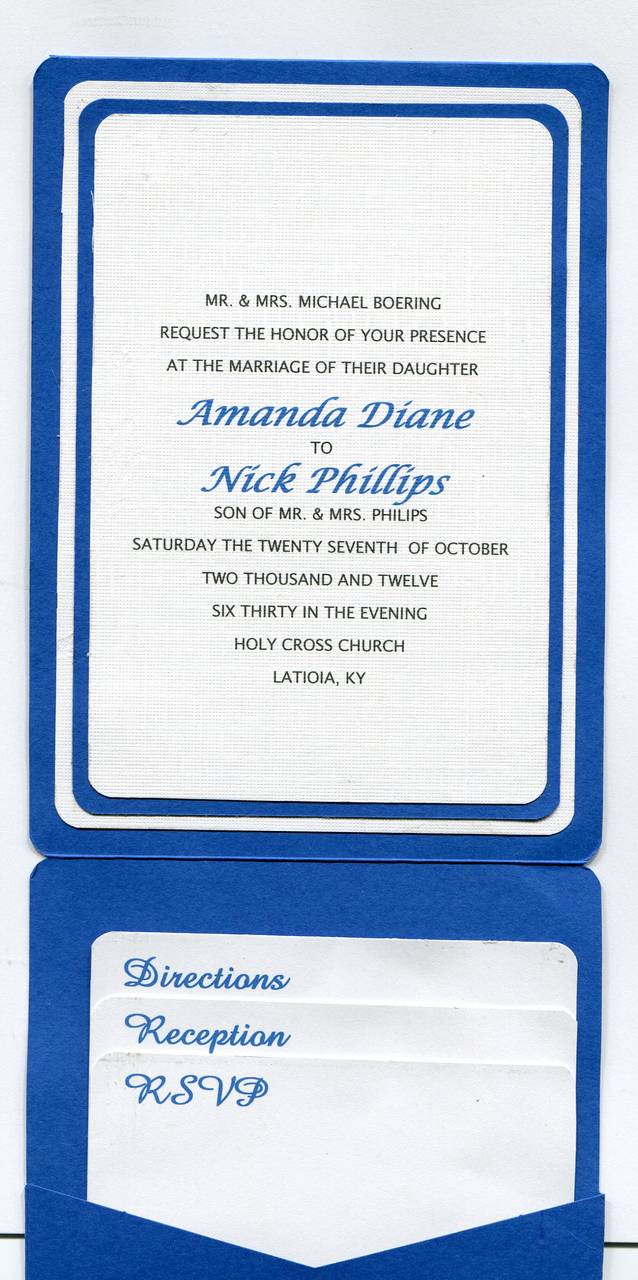 MR. & MRS. MICHAEL BOERING
REQUEST THE HONOR OF YOUR PRESENCE
AT THE MARRIAGE OF THEIR DAUGHTER
Amanda Diane
TO
Nick Phillips
SON OF MR. & MRS. PHILIPS
SATURDAY THE TWENTY SEVENTH OF OCTOBER
TWO THOUSAND AND TWELVE
SIX THIRTY IN THE EVENING
HOLY CROSS CHURCH
LATIOIA, KY
Directions
Reception
RSVP